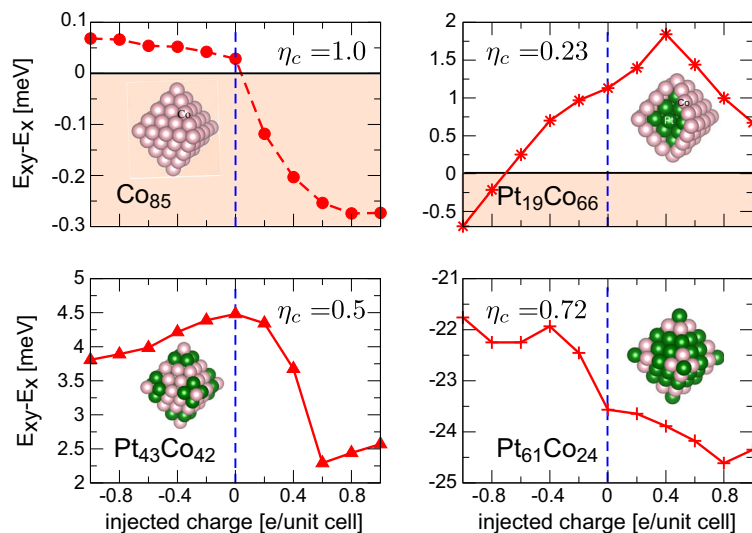 0.1
0
-0.1
-0.2
-0.3
E_xy-E_x [meV]
η_c =1.0
Co
Co_85
2
1.5
1
0.5
0
-0.5
η_c =0.23
Co
Pt
Pt_19Co_66
5
4.5
4
3.5
3
2.5
2
E_xy-E_x [meV]
η_c =0.5
Pt_43Co_42
-0.8 -0.4 0 0.4 0.8
injected charge [e/unit cell]
-21
-22
-23
-24
-25
η_c =0.72
Pt_61Co_24
-0.8 -0.4 0 0.4 0.8
injected charge [e/unit cell]